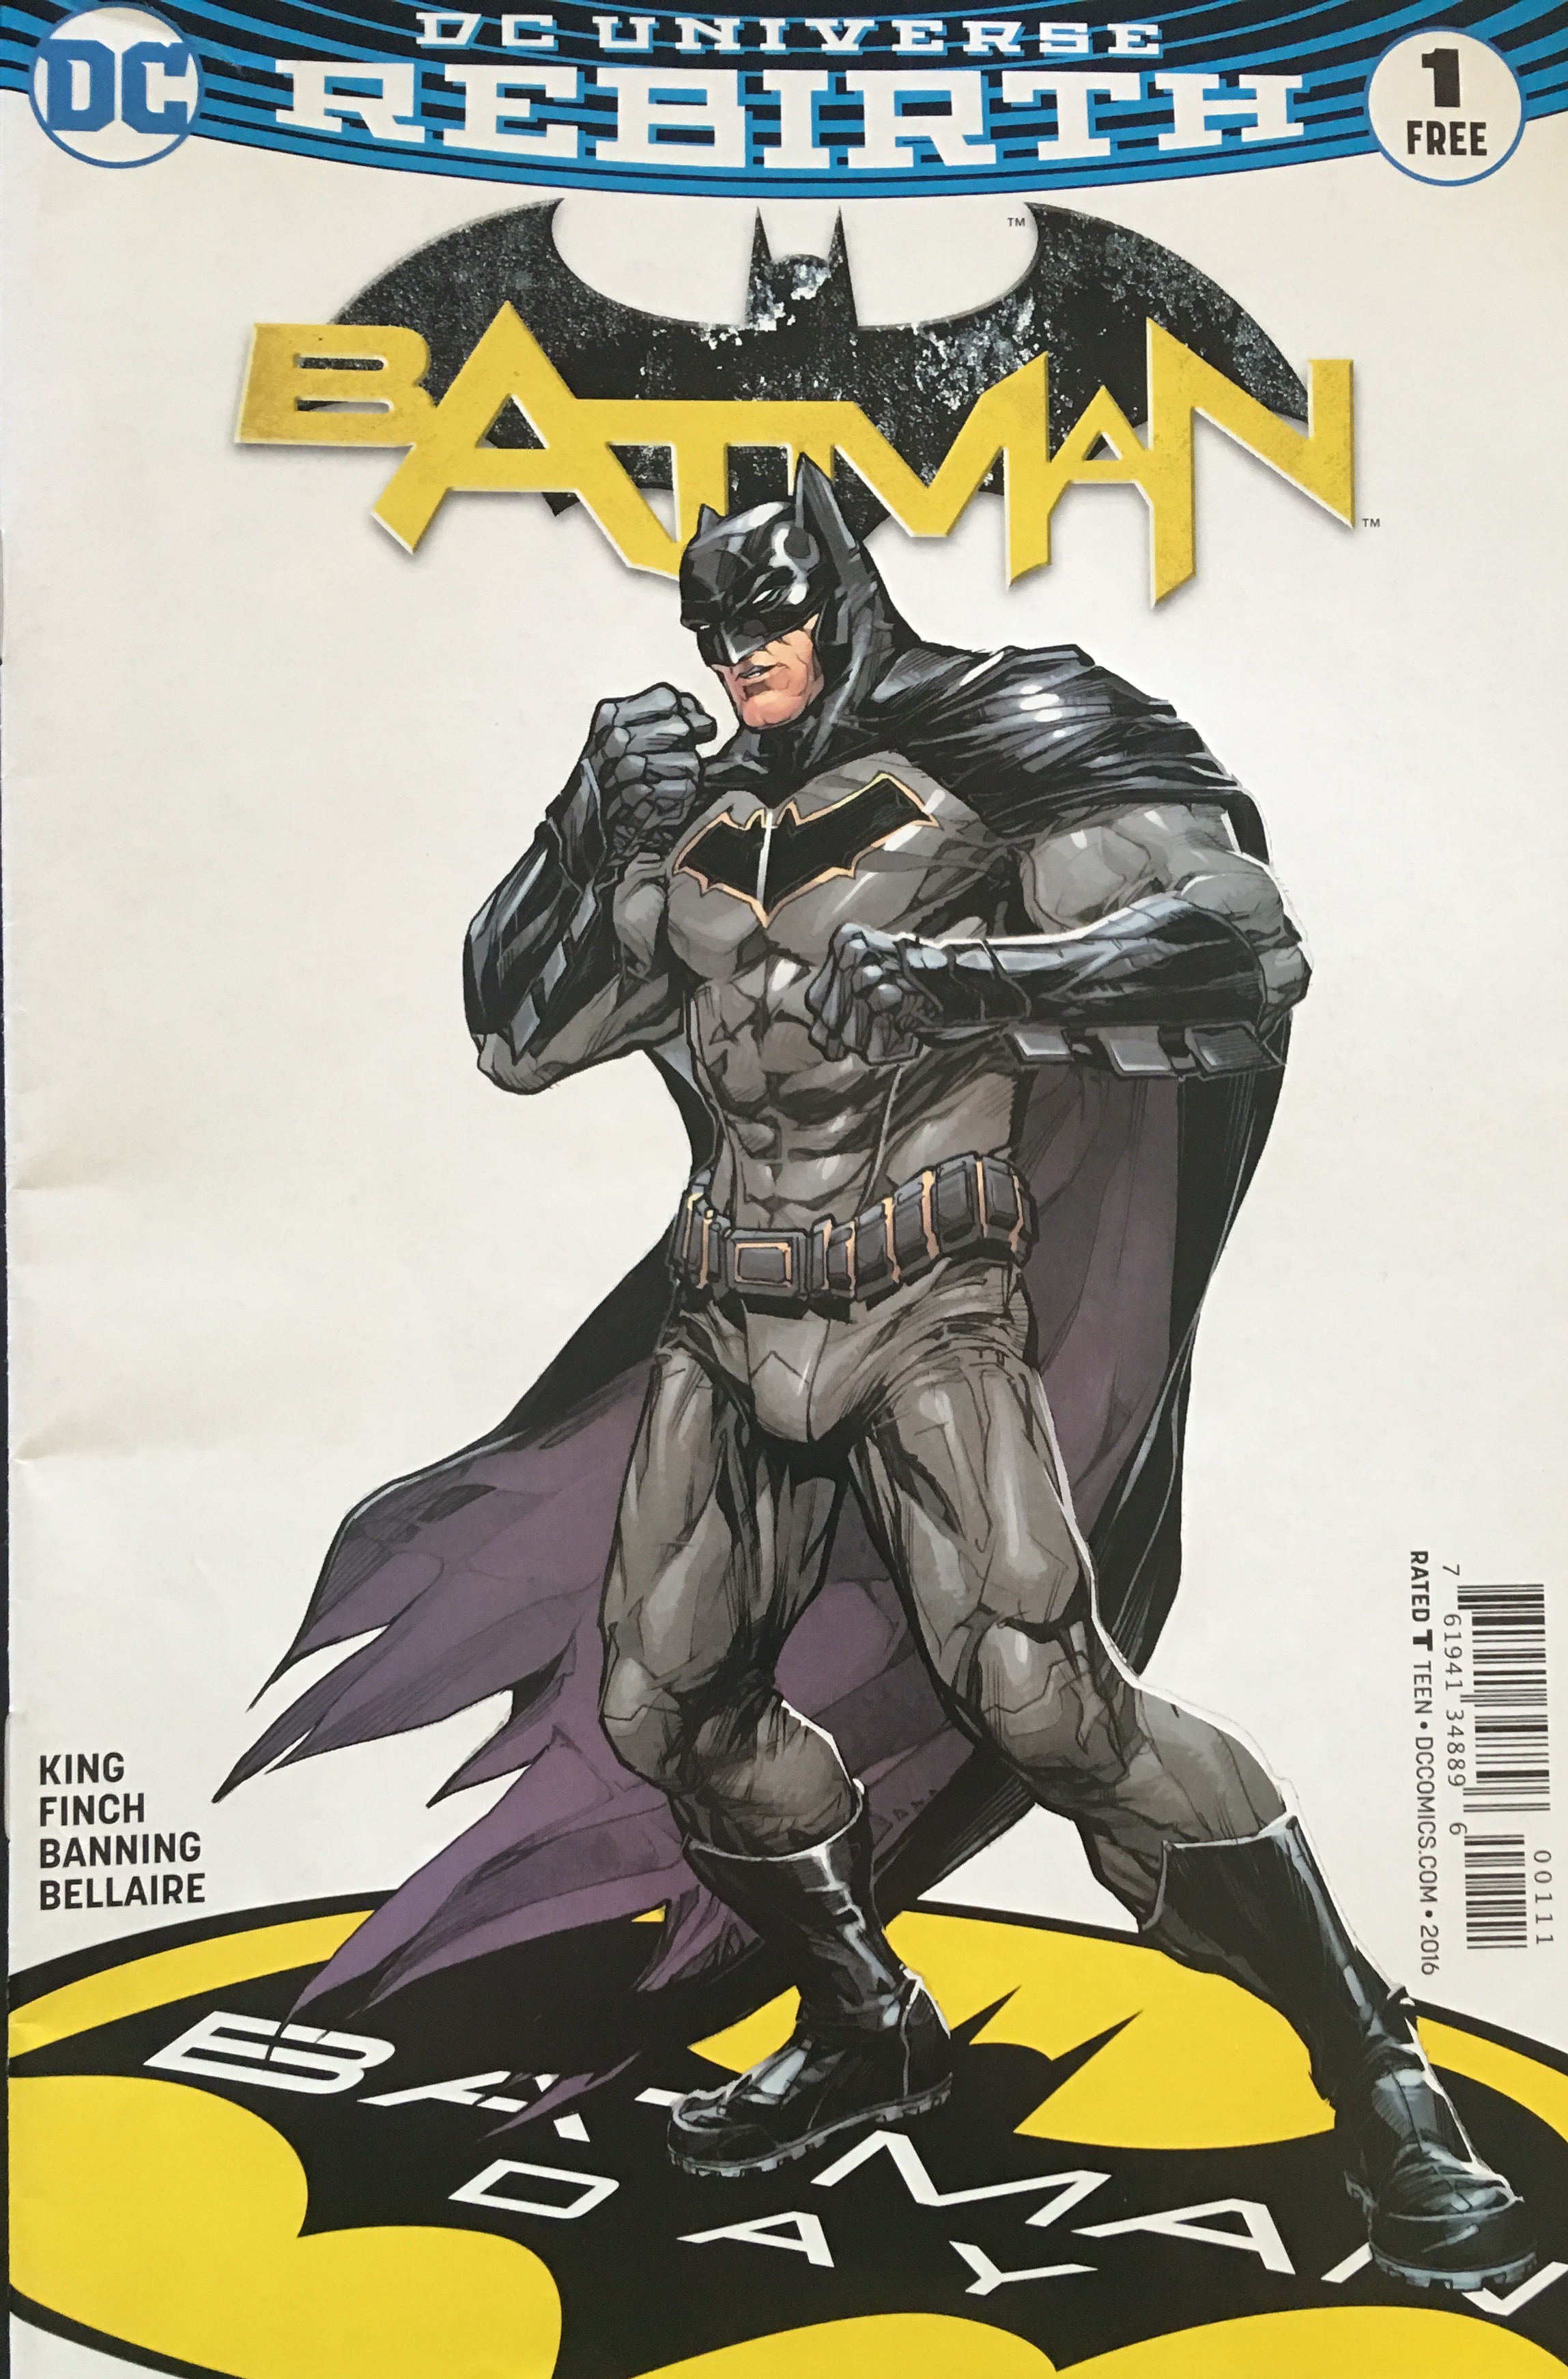 DC
DC UNIVERSE
REBIRTH
1
FREE
TM
BATMAN
TM
KING
FINCH
BANNING
BELLAIRE
RATED T TEEN • DCCOMICS.COM • 2016
7 61941 34889 6
00111
BATMAN
DAY